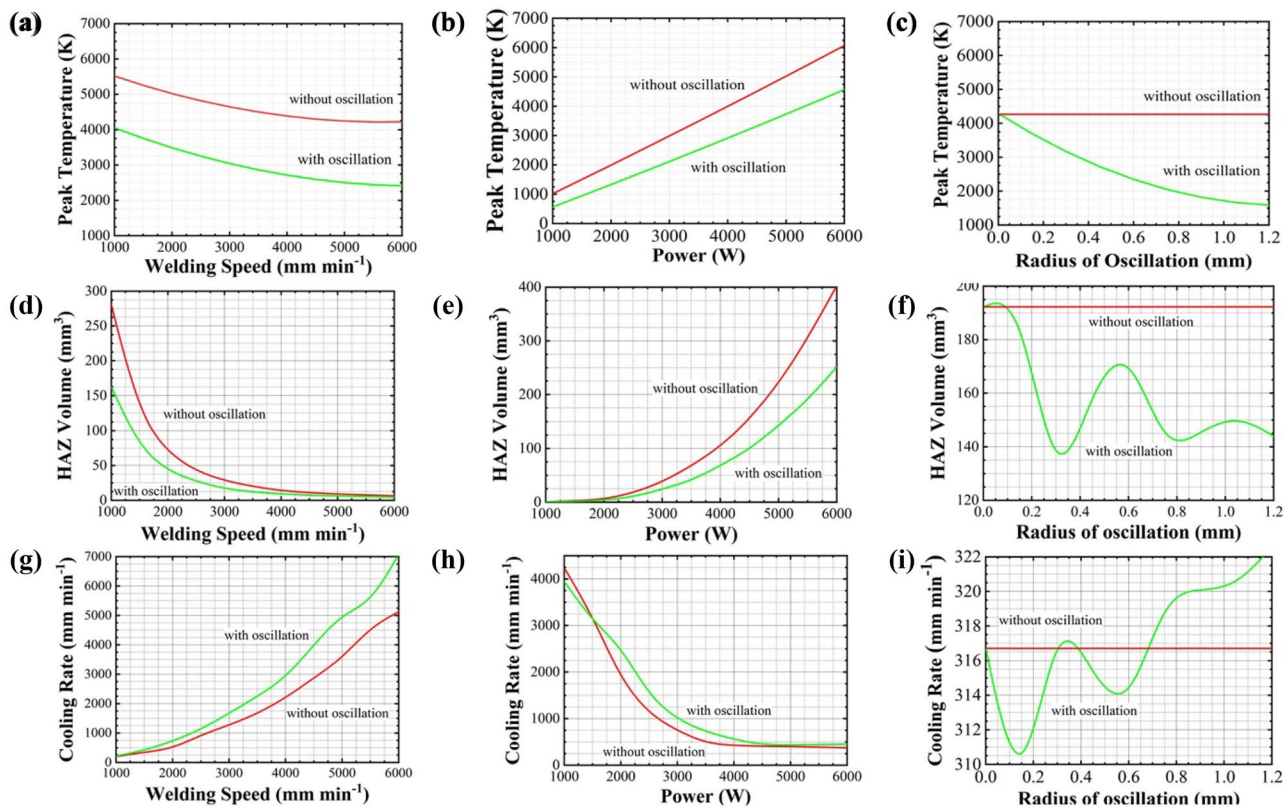 (a)
Peak Temperature (K)
7000
6000
5000
4000
3000
2000
1000
without oscillation
with oscillation
1000 2000 3000 4000 5000 6000
Welding Speed (mm min-1)
(b)
Peak Temperature (K)
7000
6000
5000
4000
3000
2000
1000
0
without oscillation
with oscillation
1000 2000 3000 4000 5000 6000
Power (W)
(c)
Peak Temperature (K)
7000
6000
5000
4000
3000
2000
1000
without oscillation
with oscillation
0.0 0.2 0.4 0.6 0.8 1.0 1.2
Radius of Oscillation (mm)
(d)
HAZ Volume (mm3)
300
250
200
150
100
50
0
without oscillation
with oscillation
1000 2000 3000 4000 5000 6000
Welding Speed (mm min-1)
(e)
HAZ Volume (mm3)
400
300
200
100
0
without oscillation
with oscillation
1000 2000 3000 4000 5000 6000
Power (W)
(f)
HAZ Volume (mm3)
200
180
160
140
120
without oscillation
with oscillation
0.0 0.2 0.4 0.6 0.8 1.0 1.2
Radius of oscillation (mm)
(g)
Cooling Rate (mm min-1)
7000
6000
5000
4000
3000
2000
1000
0
with oscillation
without oscillation
1000 2000 3000 4000 5000 6000
Welding Speed (mm min-1)
(h)
Cooling Rate (mm min-1)
4000
3000
2000
1000
0
with oscillation
without oscillation
1000 2000 3000 4000 5000 6000
Power (W)
(i)
Cooling Rate (mm min-1)
322
320
318
316
314
312
310
without oscillation
with oscillation
0.0 0.2 0.4 0.6 0.8 1.0 1.2
Radius of oscillation (mm)